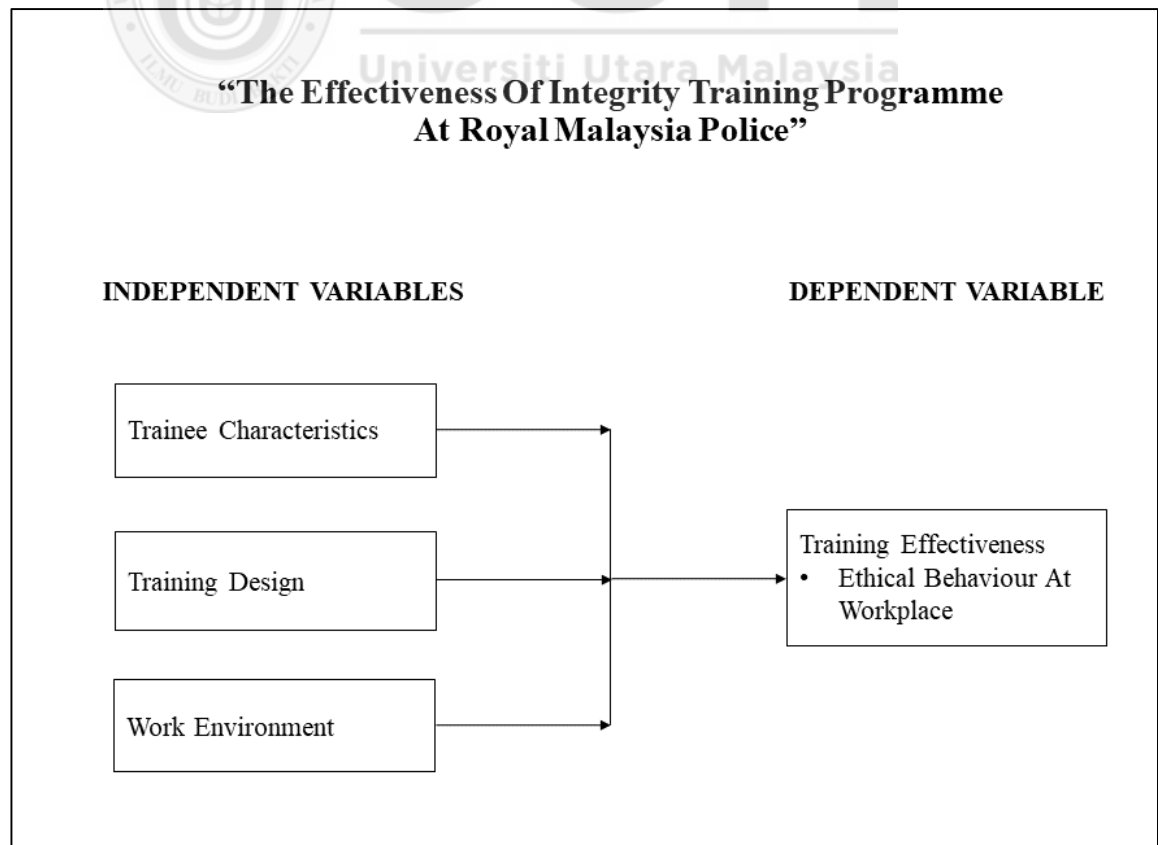 Universiti Utara Malaysia
“The Effectiveness Of Integrity Training Programme
At Royal Malaysia Police”
INDEPENDENT VARIABLES
DEPENDENT VARIABLE
Trainee Characteristics
Training Design
Training Effectiveness
• Ethical Behaviour At
Workplace
Work Environment